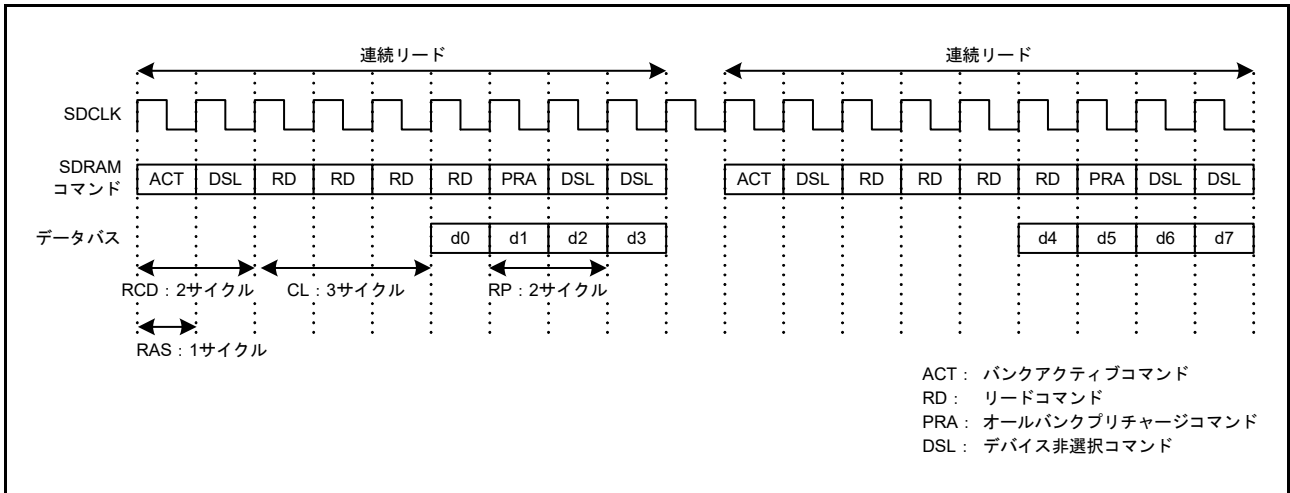 連続リード 連続リード
SDCLK
SDRAM
コマンド
ACT DSL RD RD RD RD PRA DSL DSL ACT DSL RD RD RD RD PRA DSL DSL
データバス d0 d1 d2 d3 d4 d5 d6 d7
RCD：2サイクル CL：3サイクル RP：2サイクル
RAS：1サイクル
ACT： バンクアクティブコマンド
RD： リードコマンド
PRA： オールバンクプリチャージコマンド
DSL： デバイス非選択コマンド